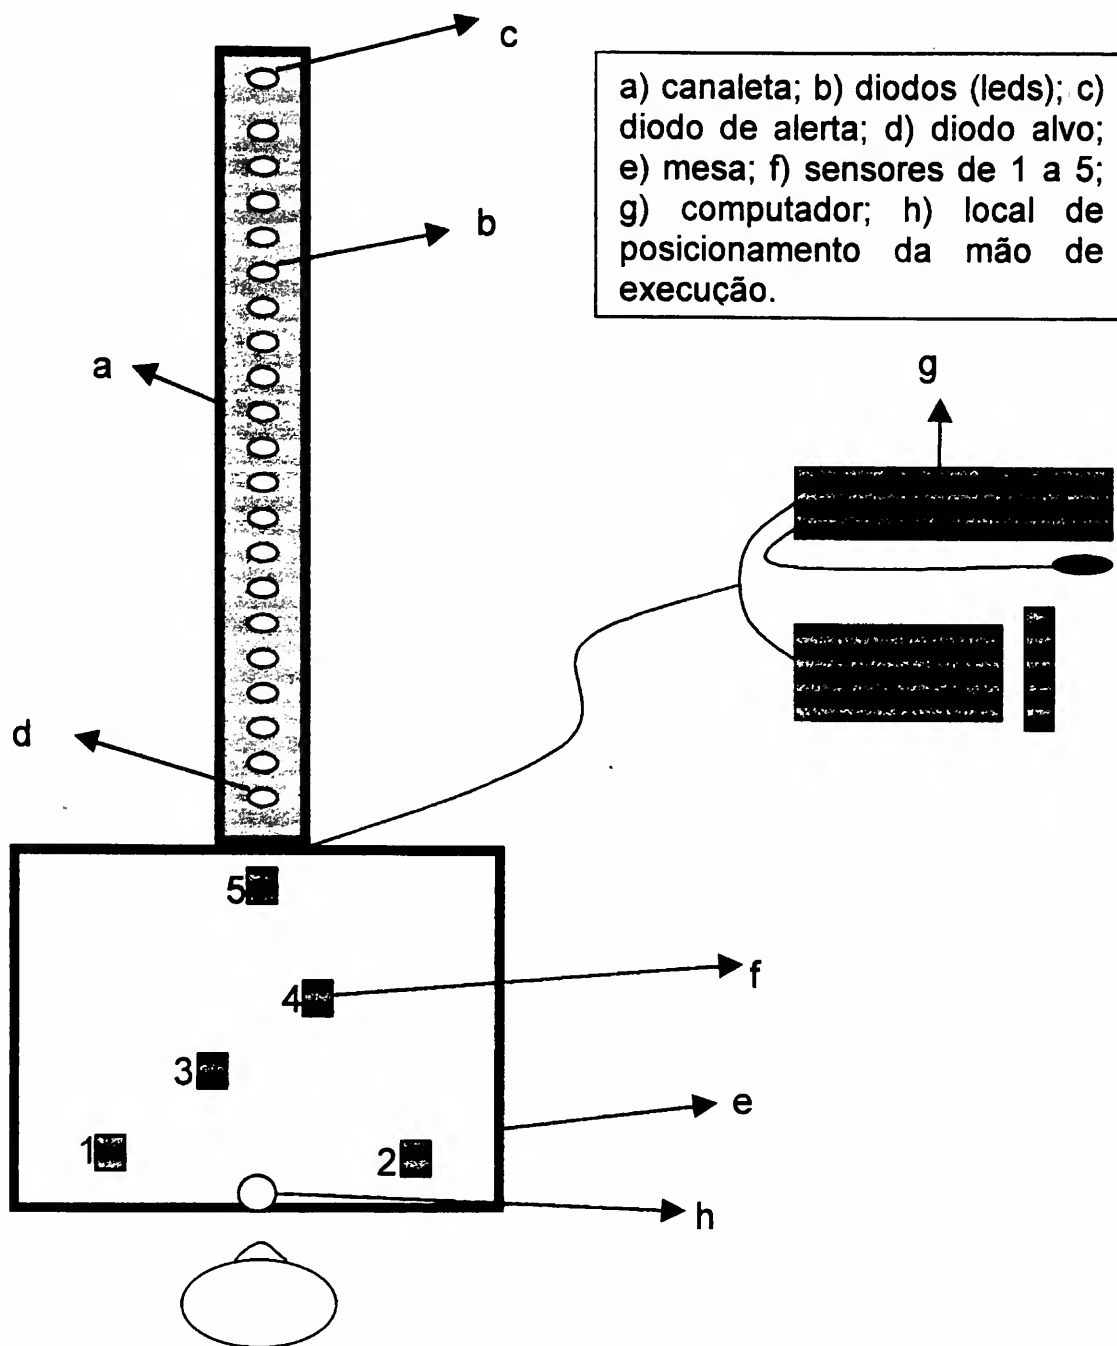 c
a) canaleta; b) diodos (leds); c)
diodo de alerta; d) diodo alvo;
e) mesa; f) sensores de 1 a 5;
g) computador; h) local de
posicionamento da mão de
execução.
b
a
g
d
5
4
f
3
e
1
2
h